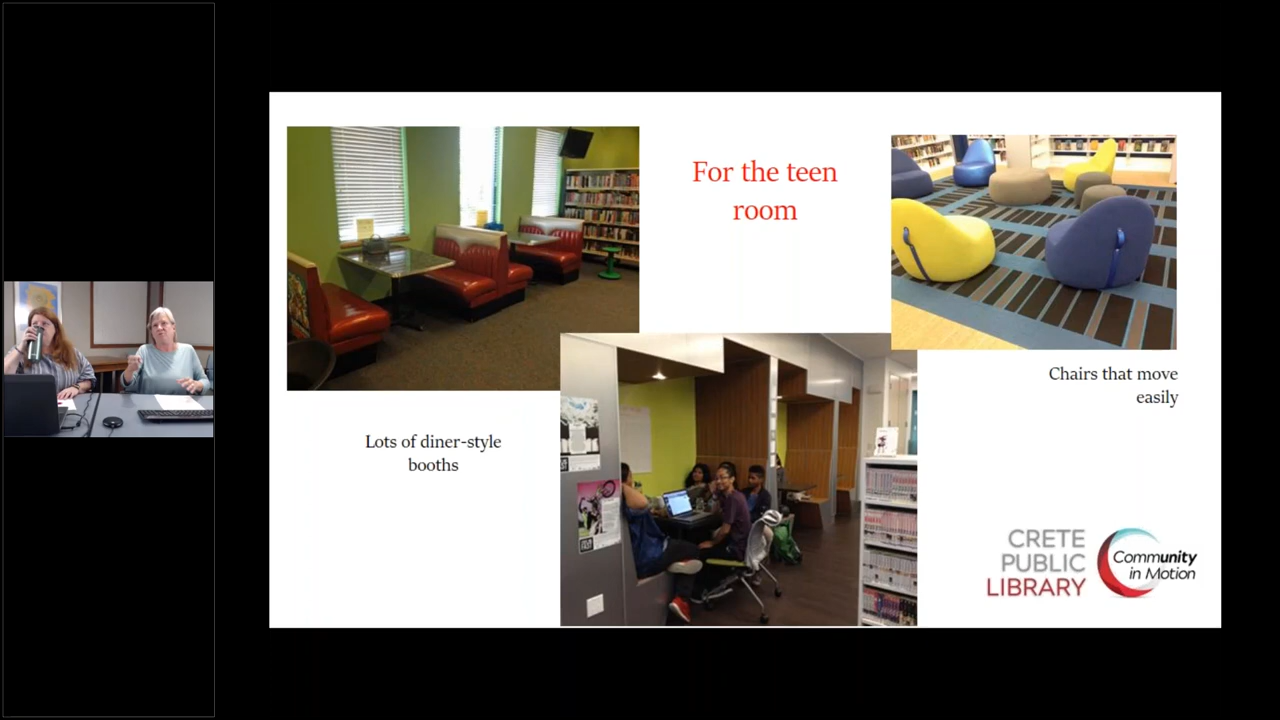 For the teen
room
Lots of diner-style
booths
Chairs that move
easily
CRETE
PUBLIC
LIBRARY
Community
in Motion